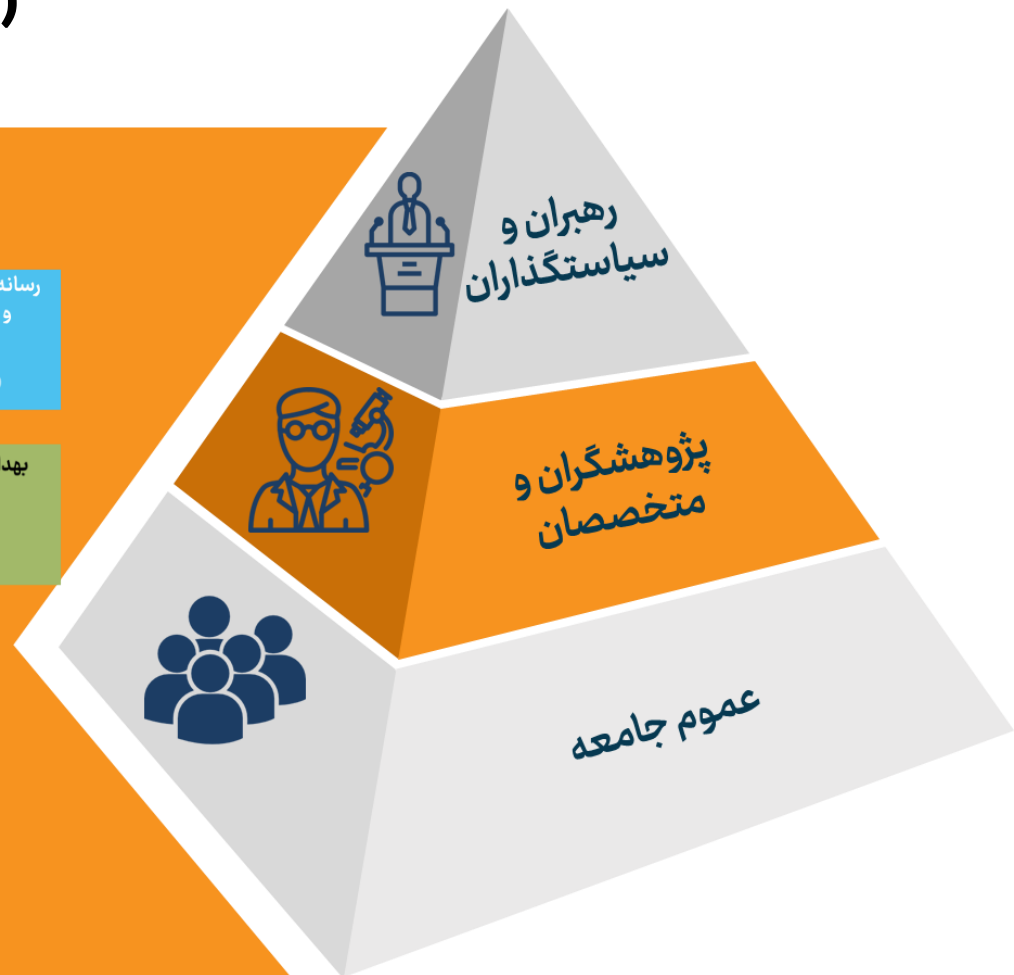 رهبران و
سیاستگذاران
پژوهشگران و
متخصصان
عموم جامعه
و